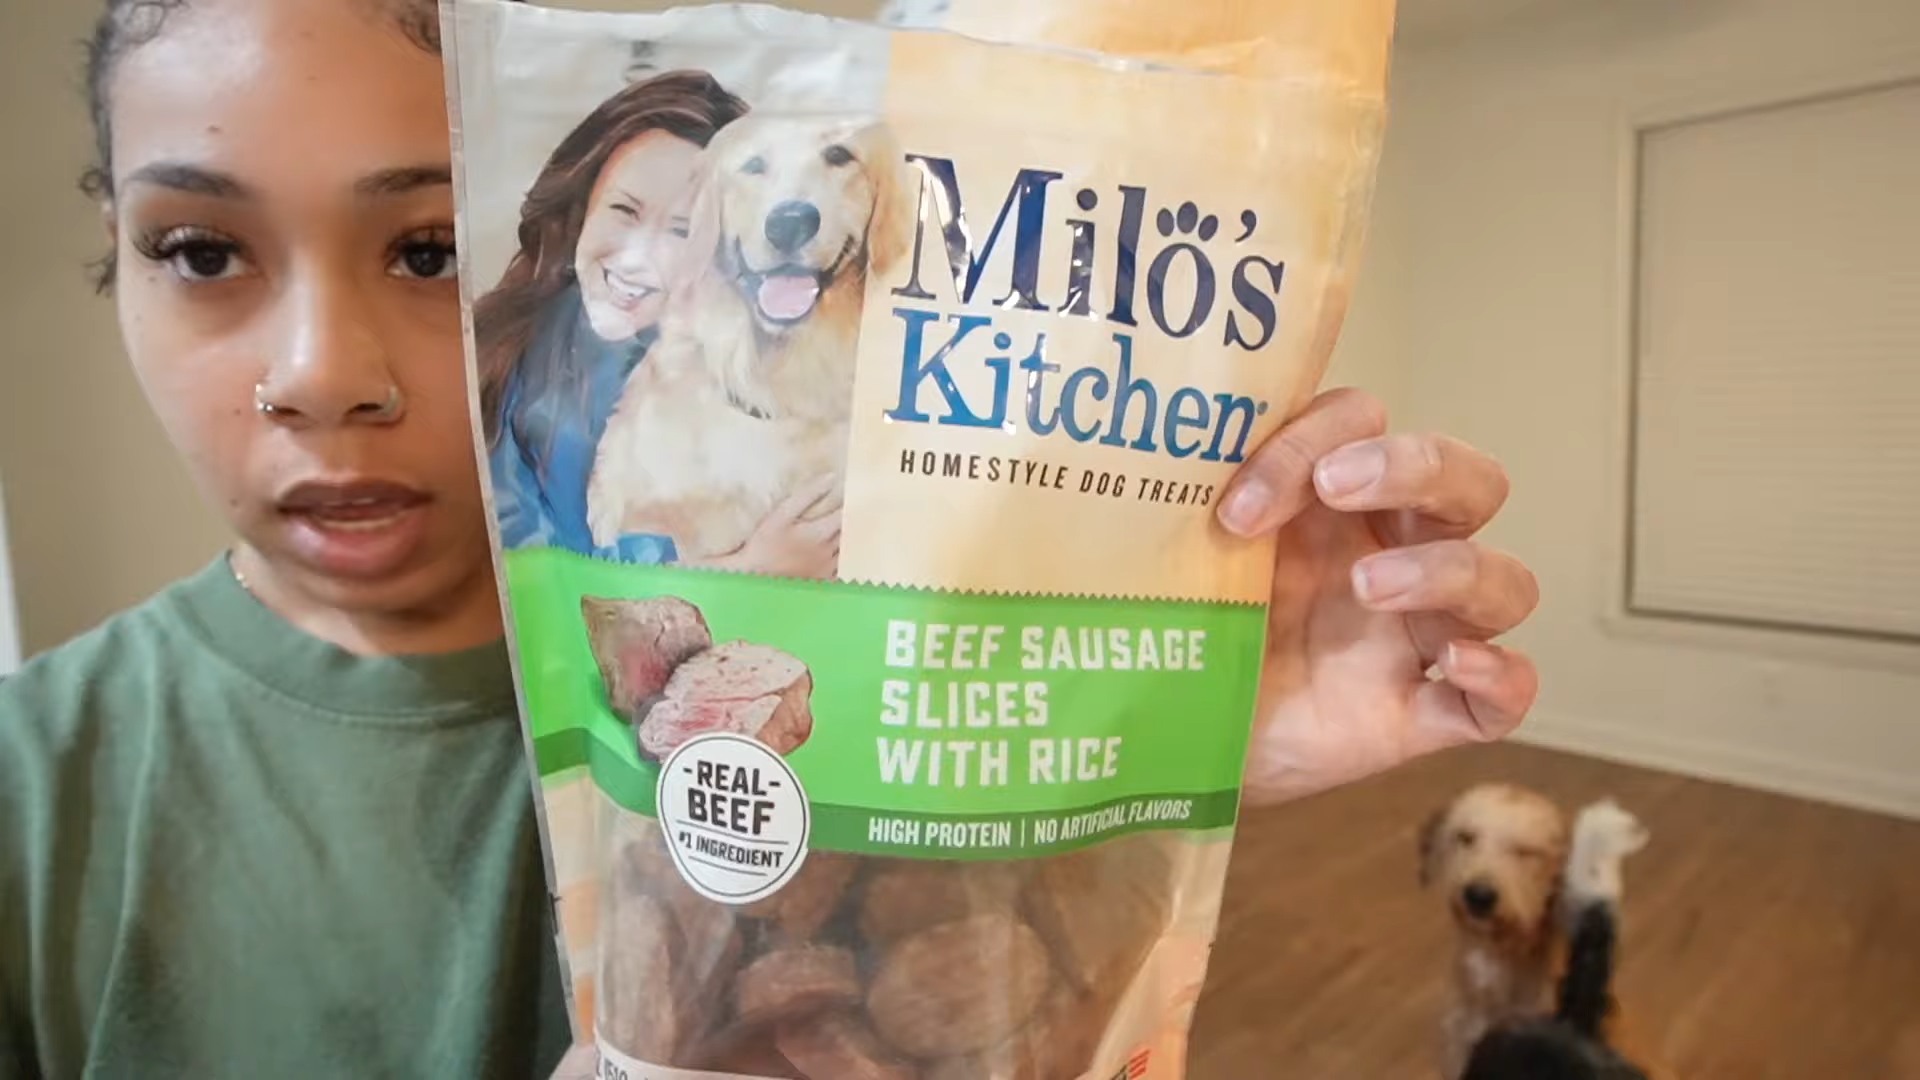 Milo's
Kitchen
HOMESTYLE DOG TREATS
BEEF SAUSAGE
SLICES
WITH RICE
-REAL-
BEEF
#1 INGREDIENT
HIGH PROTEIN | NO ARTIFICIAL FLAVORS